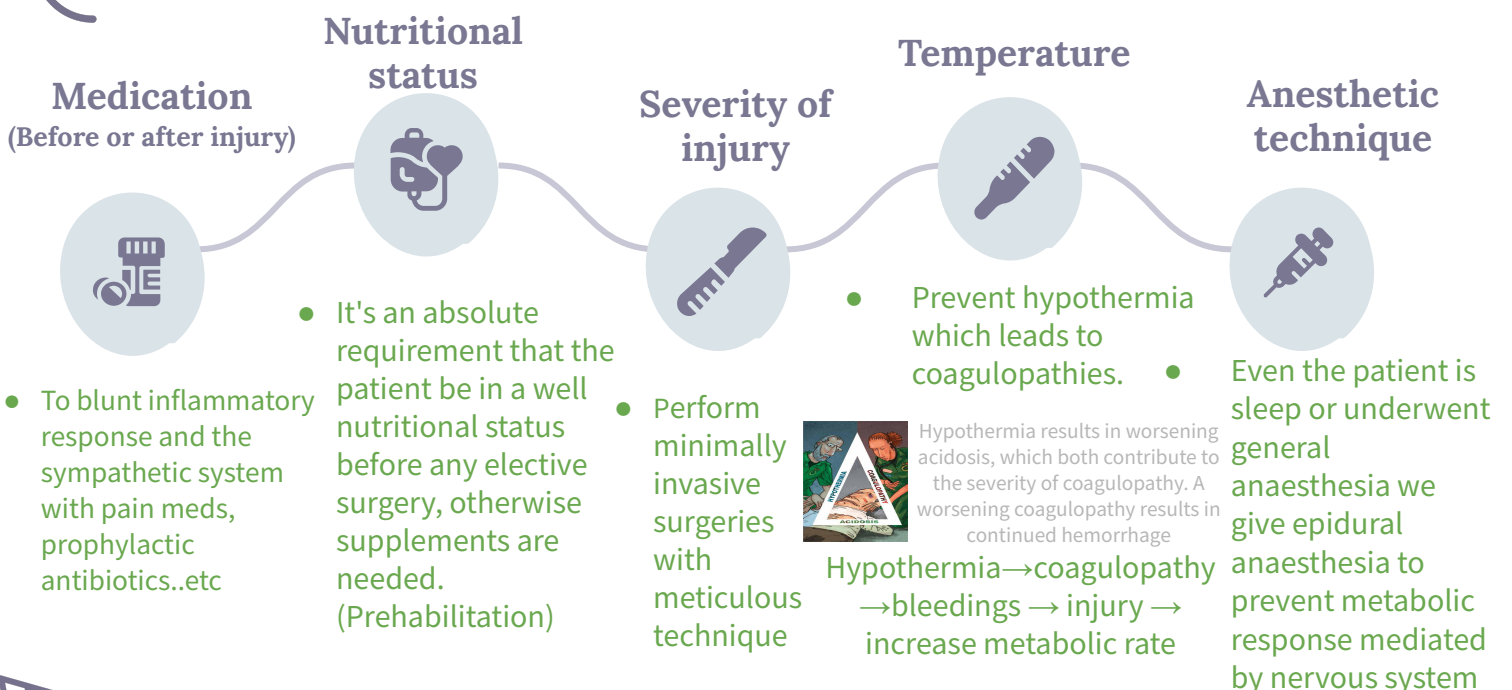 Medication
(Before or after injury)
● To blunt inflammatory
response and the
sympathetic system
with pain meds,
prophylactic
antibiotics..etc
Nutritional
status
● It's an absolute
requirement that the
patient be in a well
nutritional status
before any elective
surgery, otherwise
supplements are
needed.
(Prehabilitation)
Severity of
injury
● Perform
minimally
invasive
surgeries
with
meticulous
technique
Temperature
● Prevent hypothermia
which leads to
coagulopathies.
HYPOTHERMIA
COAGULOPATHY
ACIDOSIS
Hypothermia results in worsening
acidosis, which both contribute to
the severity of coagulopathy. A
worsening coagulopathy results in
continued hemorrhage
Hypothermia→coagulopathy
→bleedings → injury →
increase metabolic rate
Anesthetic
technique
● Even the patient is
sleep or underwent
general
anaesthesia we
give epidural
anaesthesia to
prevent metabolic
response mediated
by nervous system